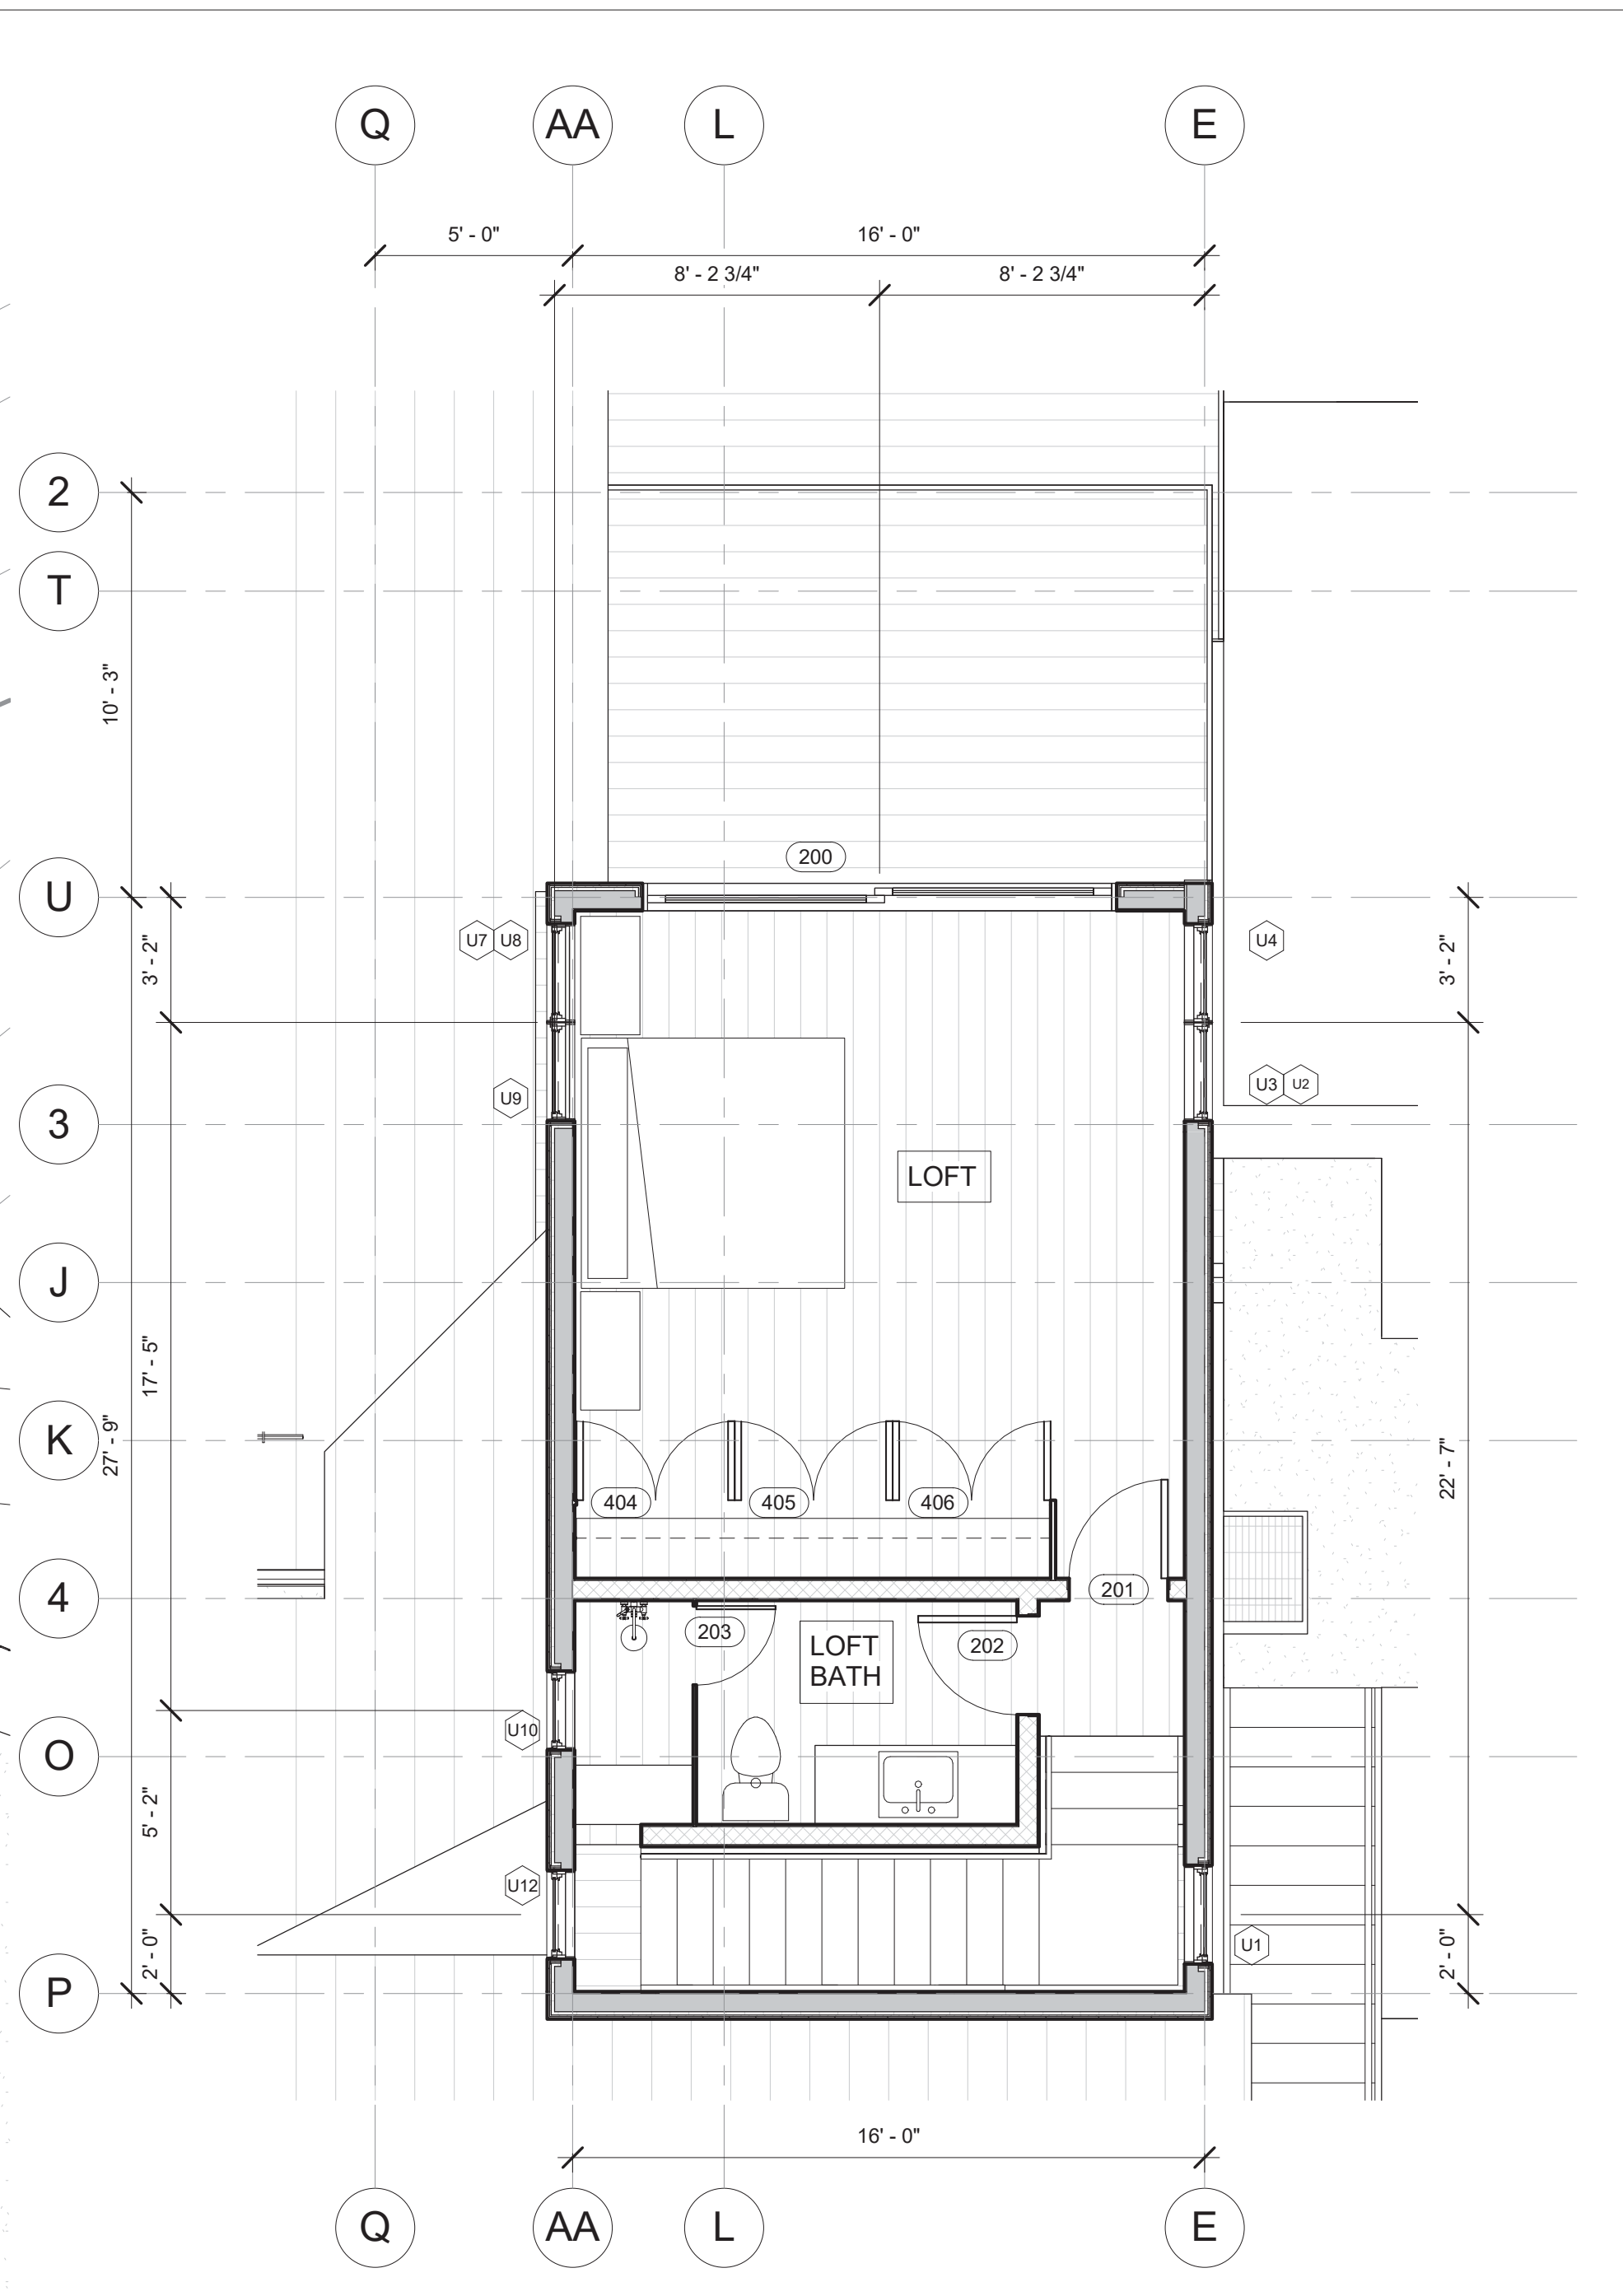 Q AA L E
5' - 0" 16' - 0"
8' - 2 3/4" 8' - 2 3/4"
2
T
10' - 3"
200
U
U7 U8 U4
3' - 2" 3' - 2"
U9 U3 U2
3
LOFT
J
17' - 5"
K
27' - 9" 22' - 7"
404 405 406
4
201
203 LOFT 202
BATH
U10
O
5' - 2"
U12
U1
2' - 0" 2' - 0"
P
16' - 0"
Q AA L E